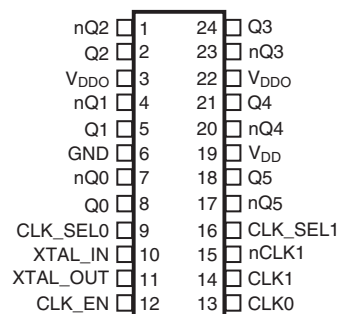 nQ2 1 24 Q3
Q2 2 23 nQ3
VDDO 3 22 VDDO
nQ1 4 21 Q4
Q1 5 20 nQ4
GND 6 19 VDD
nQ0 7 18 Q5
Q0 8 17 nQ5
CLK_SEL0 9 16 CLK_SEL1
XTAL_IN 10 15 nCLK1
XTAL_OUT 11 14 CLK1
CLK_EN 12 13 CLK0